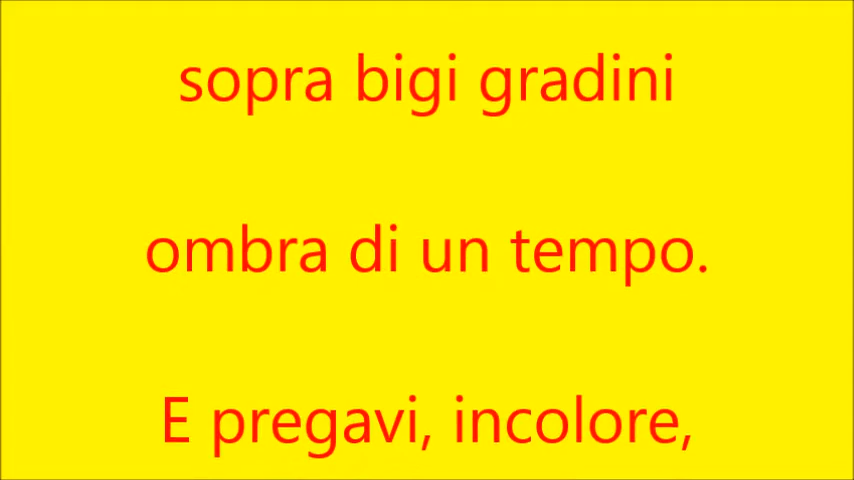 sopra bigi gradini
ombra di un tempo.
E pregavi, incolore,